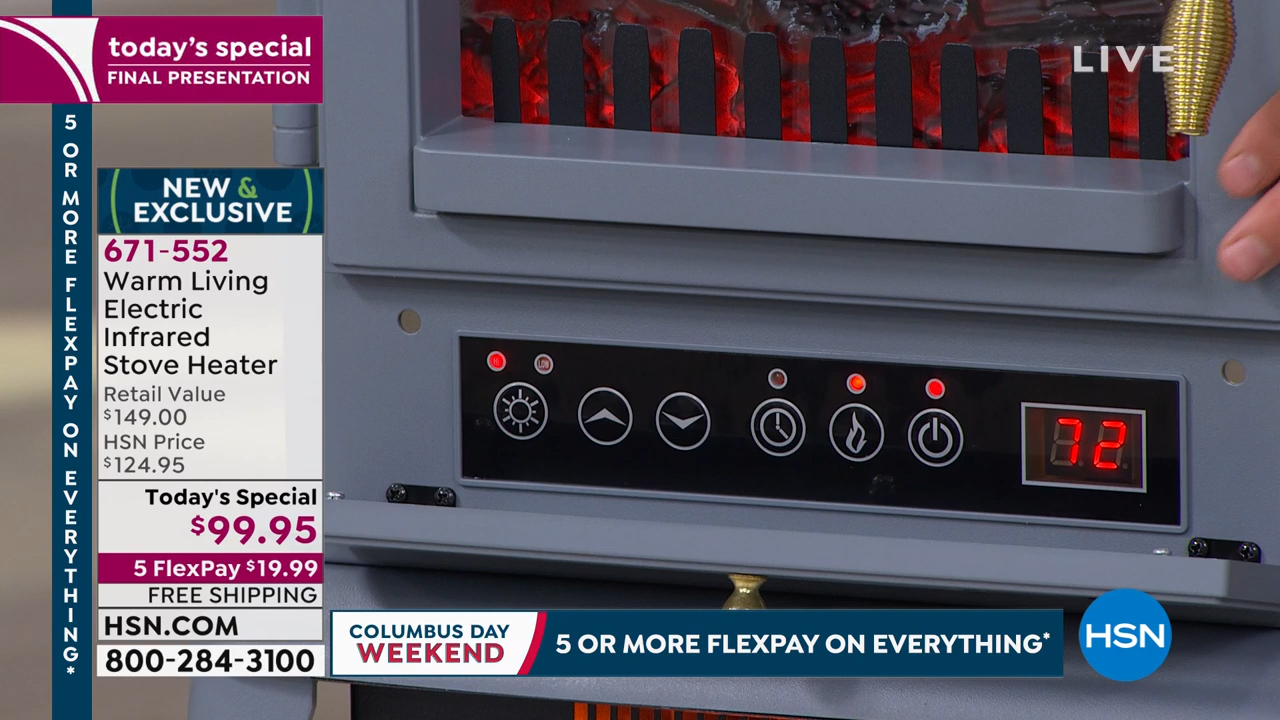 today's special
FINAL PRESENTATION
LIVE
5 OR MORE FLEXPAY ON EVERYTHING*
NEW &
EXCLUSIVE
671-552
Warm Living
Electric
Infrared
Stove Heater
Retail Value
$149.00
HSN Price
$124.95
Today's Special
$99.95
5 FlexPay $19.99
FREE SHIPPING
HSN.COM
800-284-3100
HI
LOW
72
COLUMBUS DAY
WEEKEND
5 OR MORE FLEXPAY ON EVERYTHING*
HSN